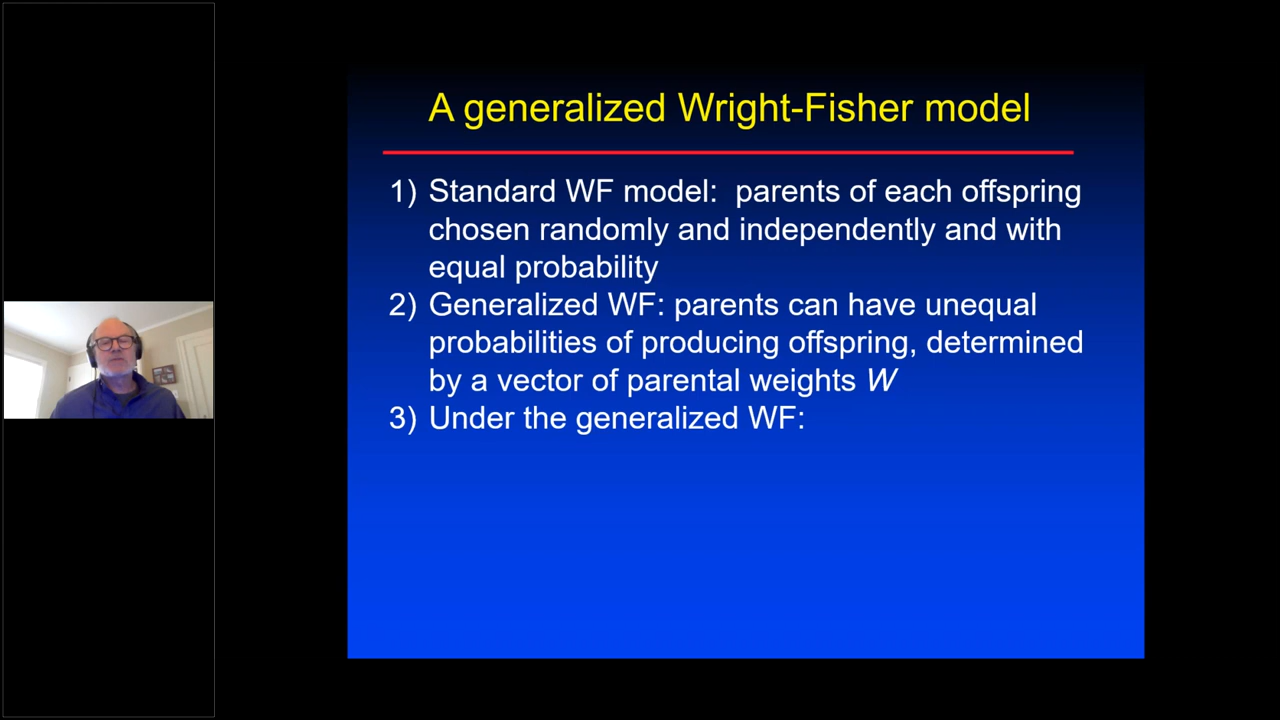 A generalized Wright-Fisher model
1) Standard WF model: parents of each offspring
chosen randomly and independently and with
equal probability
2) Generalized WF: parents can have unequal
probabilities of producing offspring, determined
by a vector of parental weights W
3) Under the generalized WF: